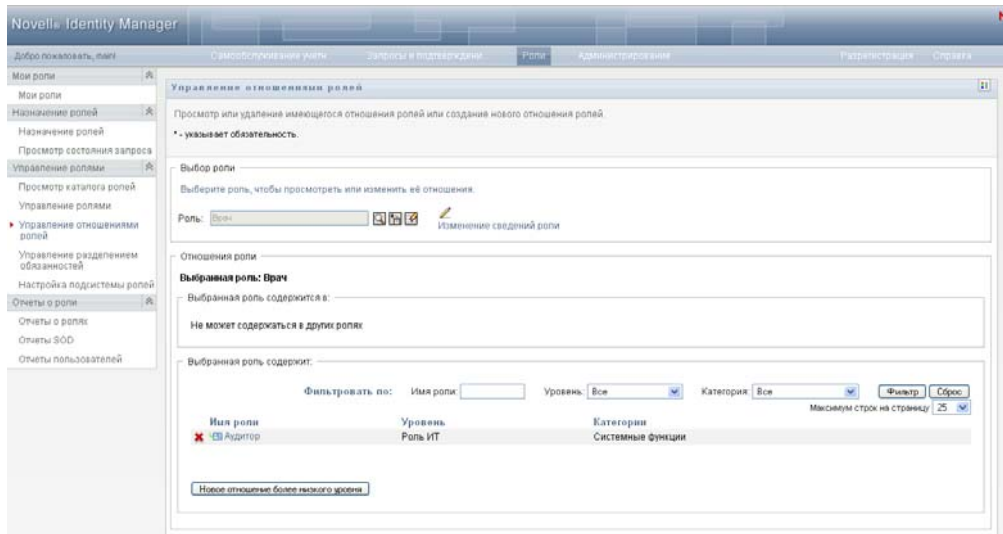 Novell® Identity Manager
Добро пожаловать, mani!
Самообслуживание учетн
Запросы и подтверждени
Роли
Администрирование
Разрегистрация
Справка
Мои роли
Мои роли
Назначение ролей
Назначение ролей
Просмотр состояния запроса
Управление ролями
Просмотр каталога ролей
Управление ролями
Управление отношениями
ролей
Управление разделением
обязанностей
Настройка подсистемы ролей
Отчеты о роли
Отчеты о ролях
Отчеты SOD
Отчеты пользователей
Управление отношениями ролей
Просмотр или удаление имеющегося отношения ролей или создание нового отношения ролей.
* - указывает обязательность.
Выбор роли
Выберите роль, чтобы просмотреть или изменить её отношения.
Роль: Врач
Изменение сведений роли
Отношения роли
Выбранная роль: Врач
Выбранная роль содержится в:
Не может содержаться в других ролях
Выбранная роль содержит:
Фильтровать по: Имя роли: Уровень: Все Категория: Все Фильтр Сброс
Максимум строк на страницу 25
Имя роли Уровень Категории
Аудитор Роль ИТ Системные функции
Новое отношение более низкого уровня